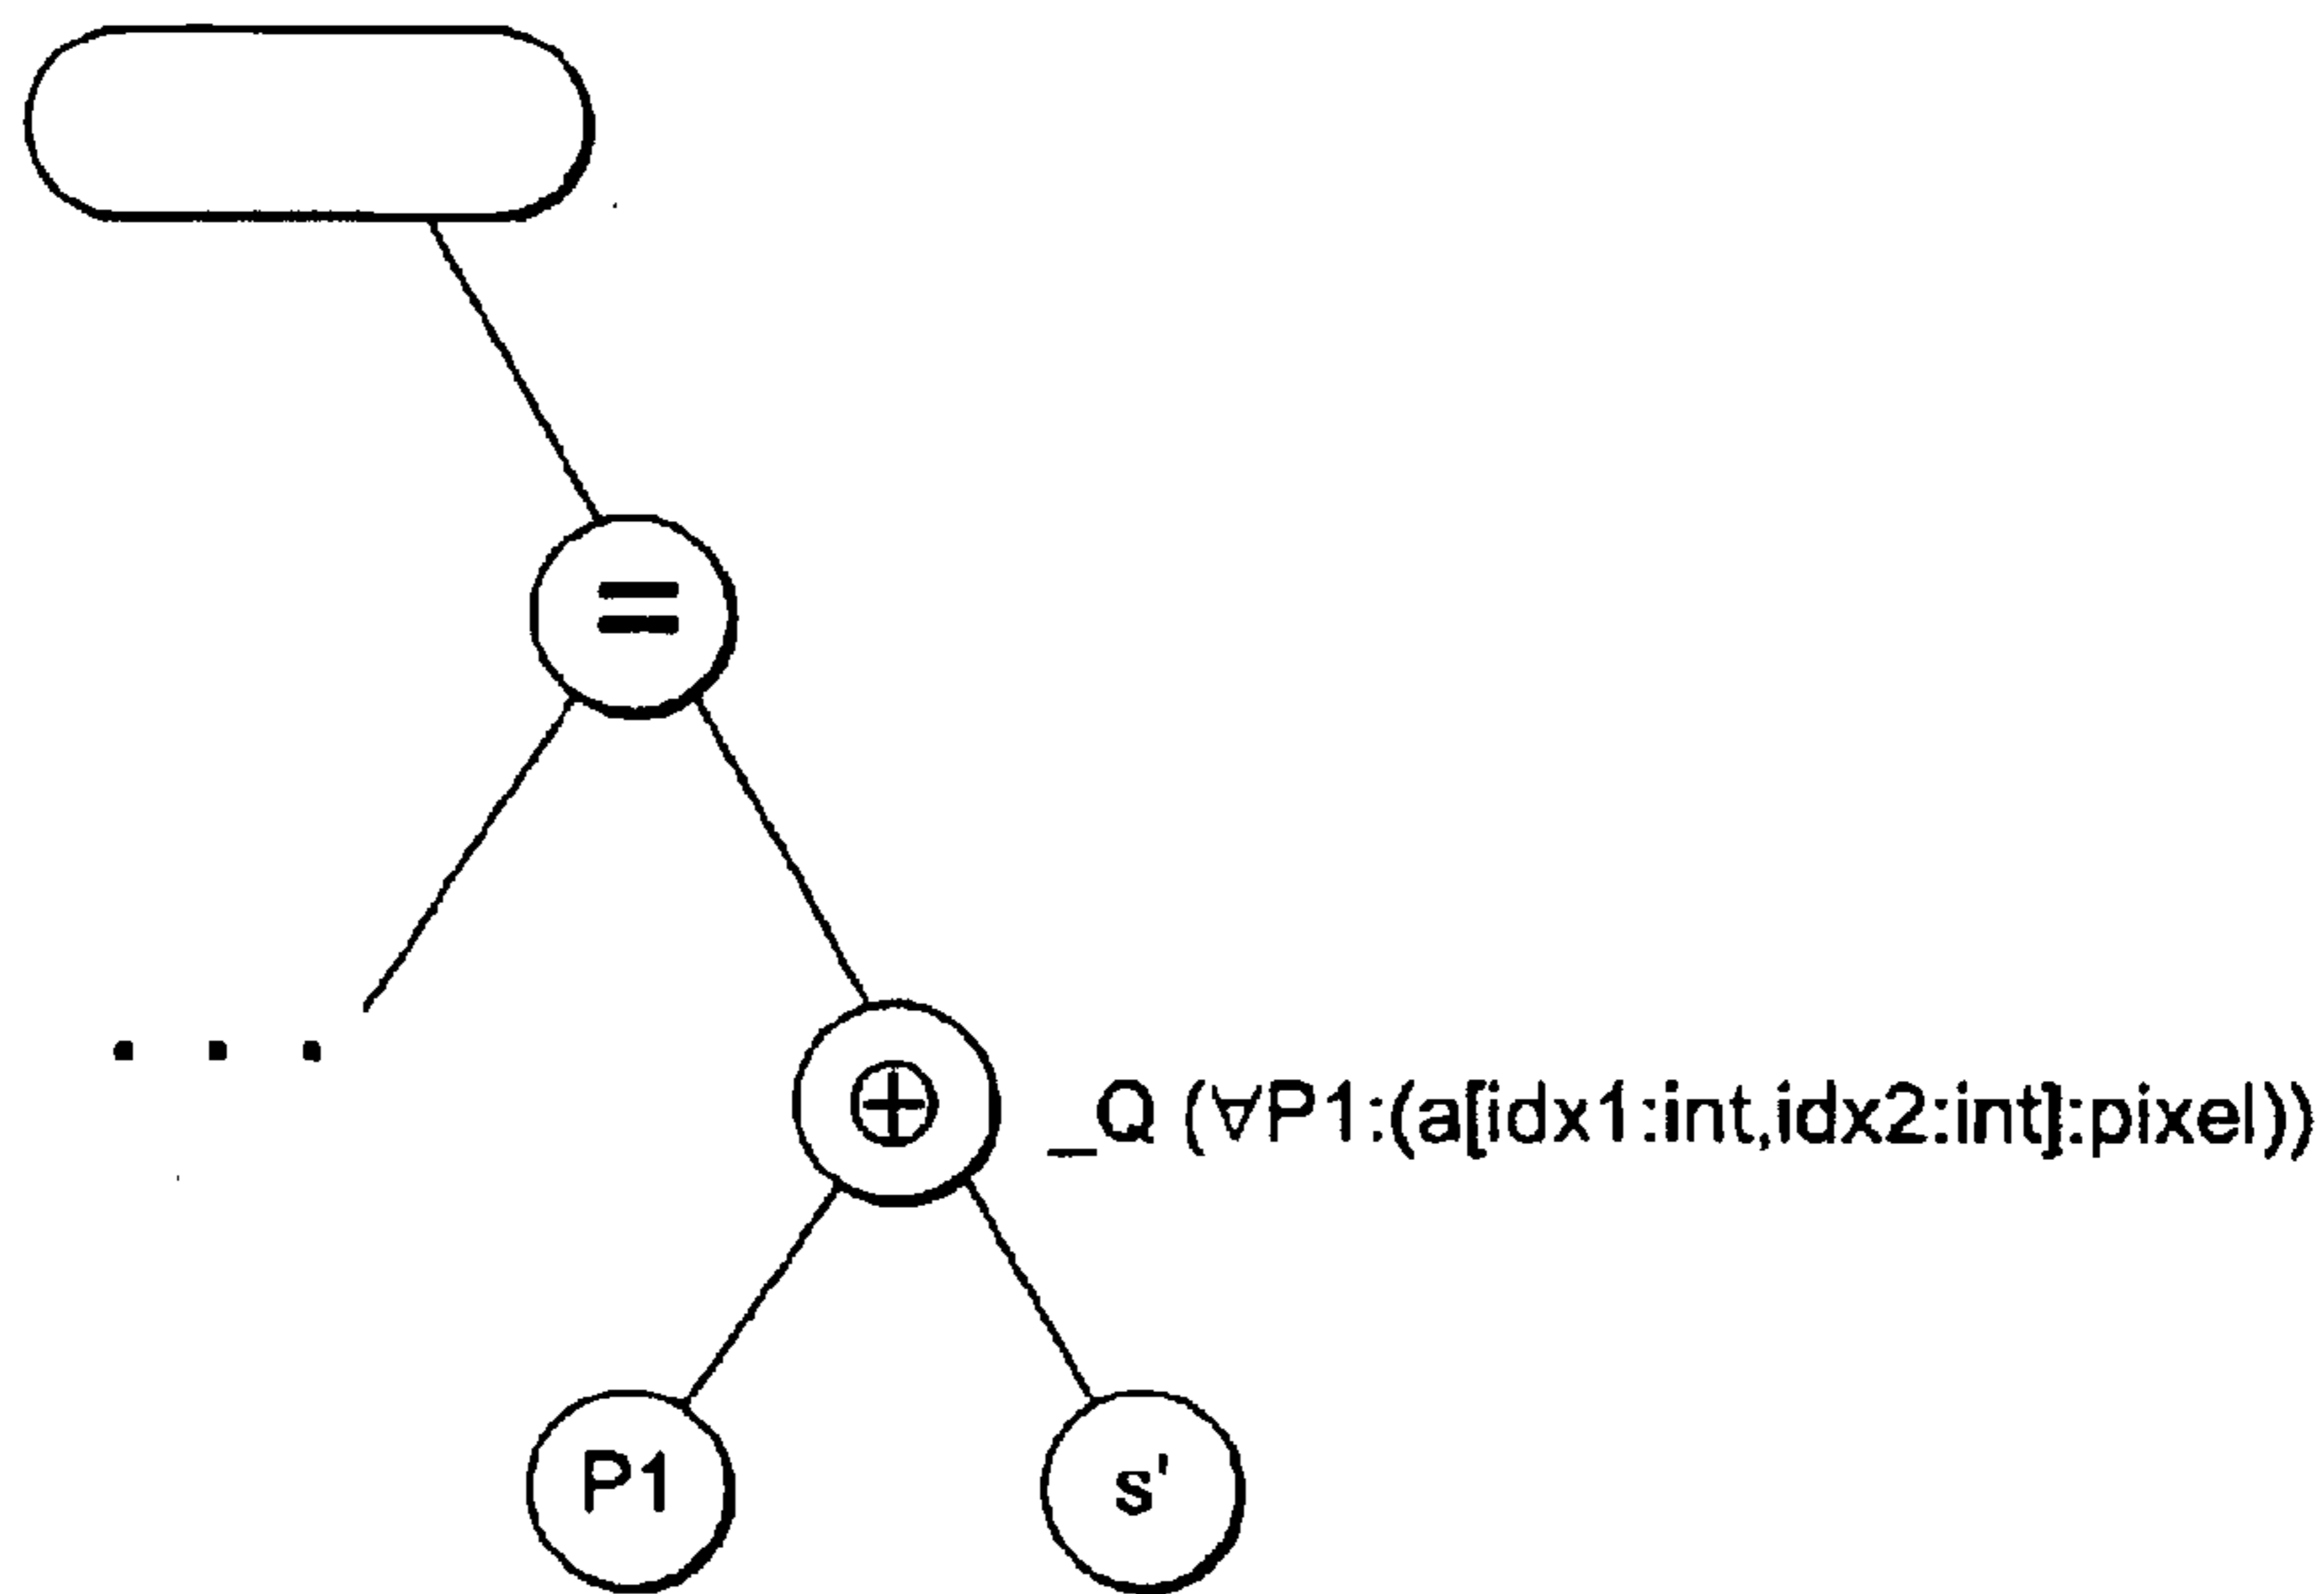 =
. . .
⊕ _Q (∀P1:(a[idx1:int,idx2:int]:pixel))
P1 s'